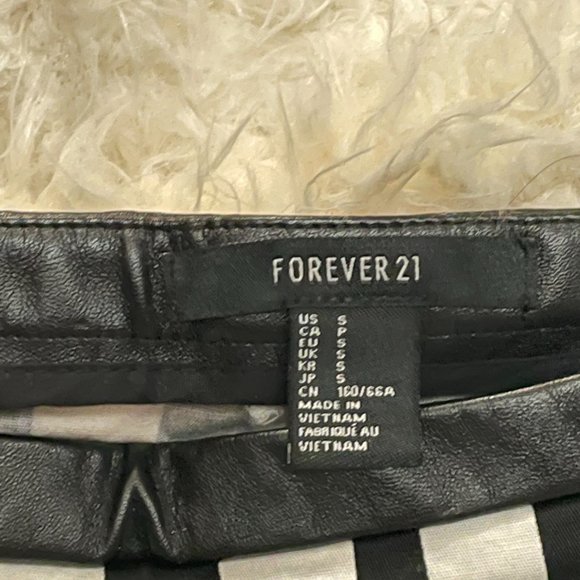 FOREVER 21
US S
CA P
EU S
UK S
KR S
JP S
CN 160/66A
MADE IN
VIETNAM
FABRIQUÉ AU
VIETNAM